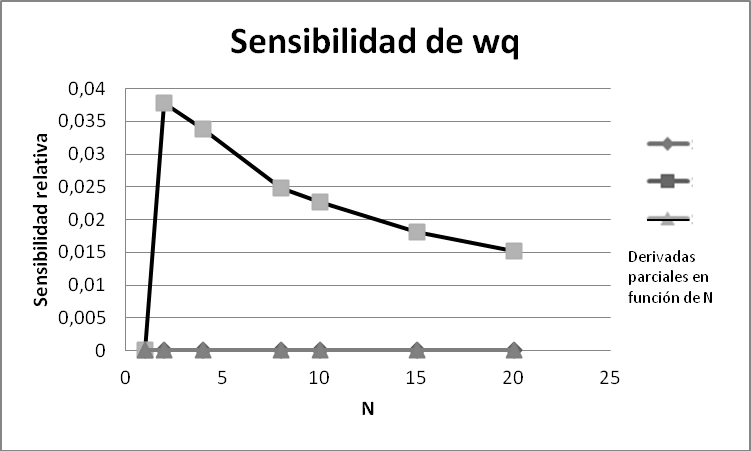 Sensibilidad de wq
Sensibilidad relativa
0,04
0,035
0,03
0,025
0,02
0,015
0,01
0,005
0
0 5 10 15 20 25
N
Derivadas
parciales en
función de N